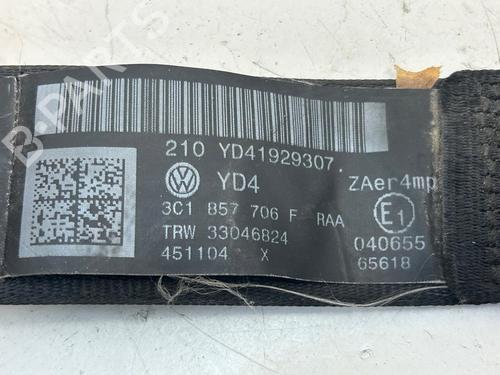 B PARTS
210 YD41929307
YD4 ZAer4mp
3C1 857 706 F RAA E1
TRW 33046824 040655
451104 X 65618